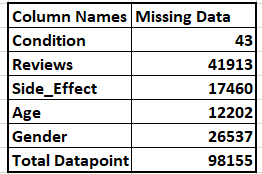 Column Names Missing Data
Condition 43
Reviews 41913
Side_Effect 17460
Age 12202
Gender 26537
Total Datapoint 98155